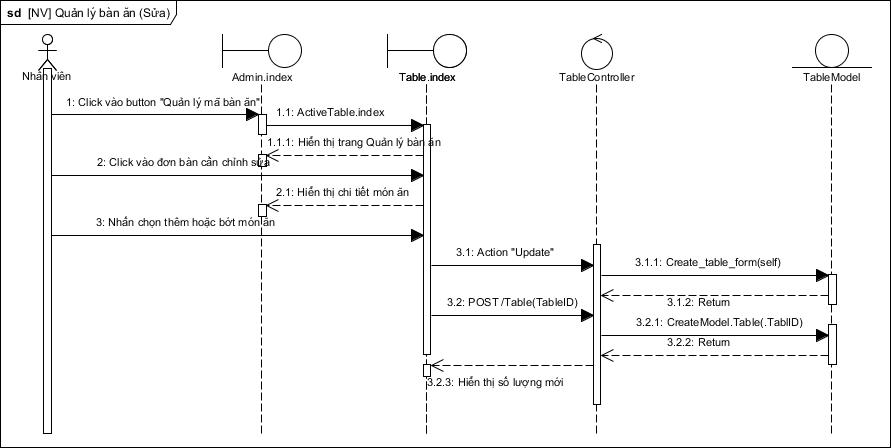 sd [NV] Quản lý bàn ăn (Sửa)
Nhân viên
Admin.index
Table.index
TableController
TableModel
1: Click vào button "Quản lý mã bàn ăn"
1.1: ActiveTable.index
1.1.1: Hiển thị trang Quản lý bàn ăn
2: Click vào đơn bàn cần chỉnh sửa
2.1: Hiển thị chi tiết món ăn
3: Nhấn chọn thêm hoặc bớt món ăn
3.1: Action "Update"
3.1.1: Create_table_form(self)
3.1.2: Return
3.2: POST /Table(TableID)
3.2.1: CreateModel.Table(.TablID)
3.2.2: Return
3.2.3: Hiển thị số lượng mới